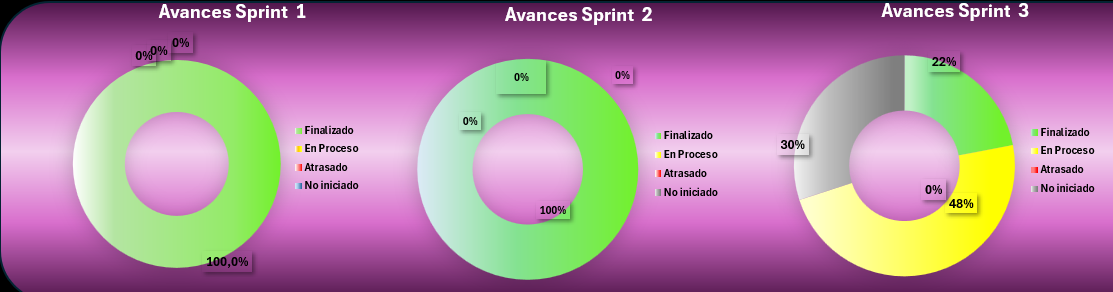 Avances Sprint 1
0%
0%
0%
100,0%
Finalizado
En Proceso
Atrasado
No iniciado
Avances Sprint 2
0%
0%
0%
100%
Finalizado
En Proceso
Atrasado
No iniciado
Avances Sprint 3
22%
30%
0%
48%
Finalizado
En Proceso
Atrasado
No iniciado